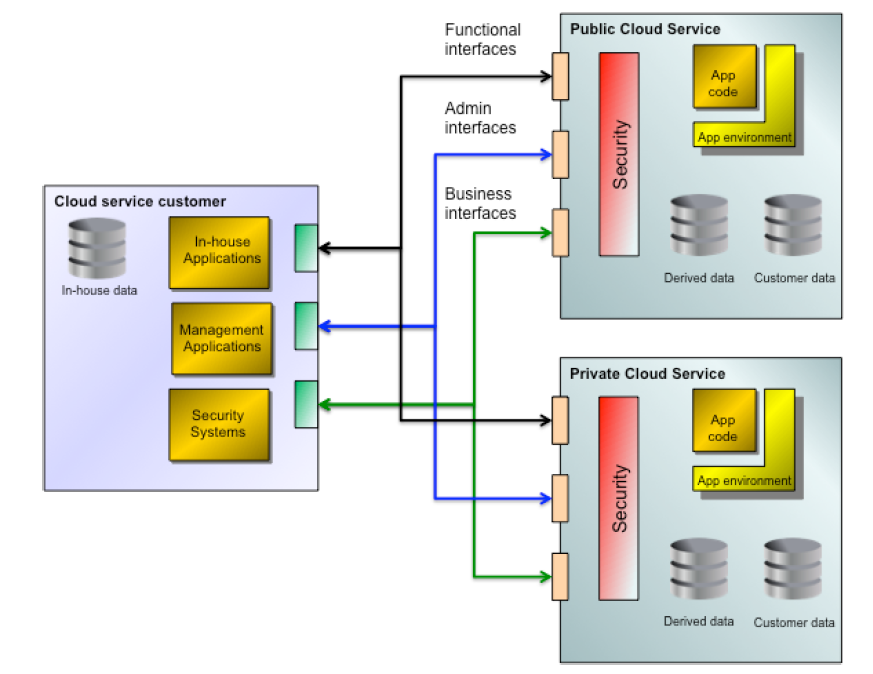 Functional
interfaces
Admin
interfaces
Business
interfaces
Cloud service customer
In-house data
In-house
Applications
Management
Applications
Security
Systems
Public Cloud Service
Security
App
code
App environment
Derived data
Customer data
Private Cloud Service
Security
App
code
App environment
Derived data
Customer data